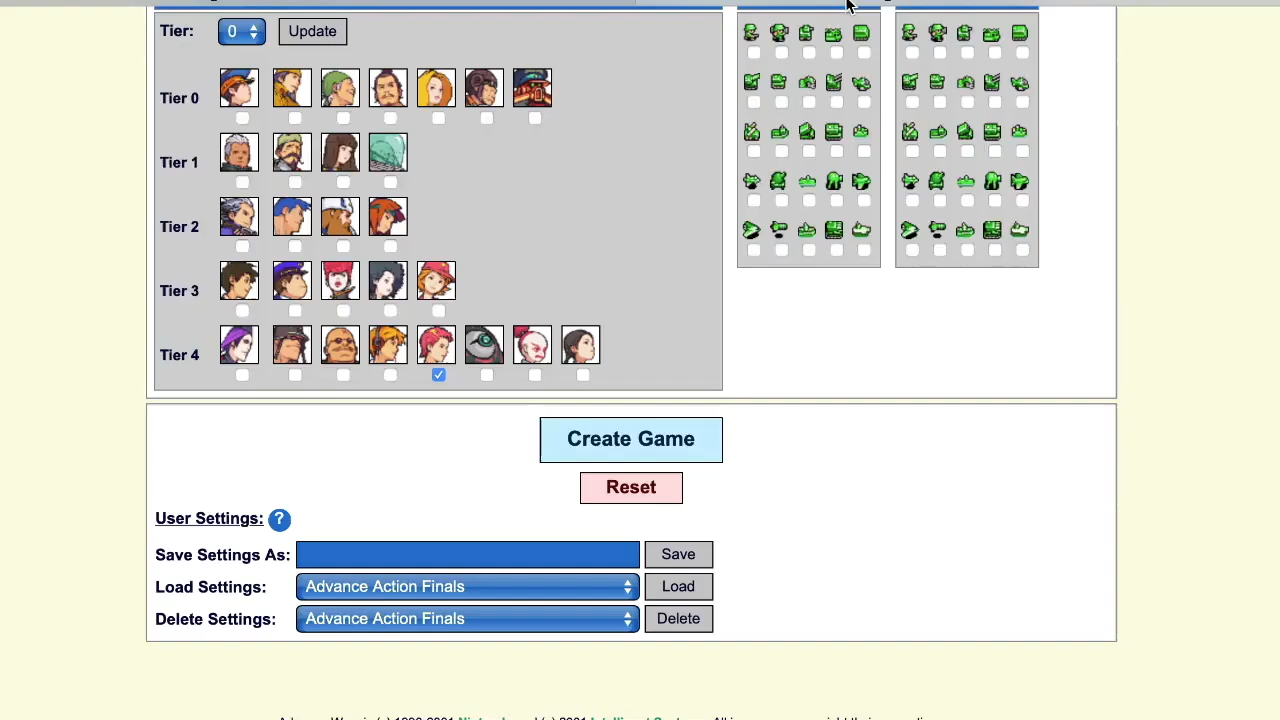 Tier:
0
Update
Tier 0
Tier 1
Tier 2
Tier 3
Tier 4
Create Game
Reset
User Settings: ?
Save Settings As:
Save
Load Settings:
Advance Action Finals
Load
Delete Settings:
Advance Action Finals
Delete